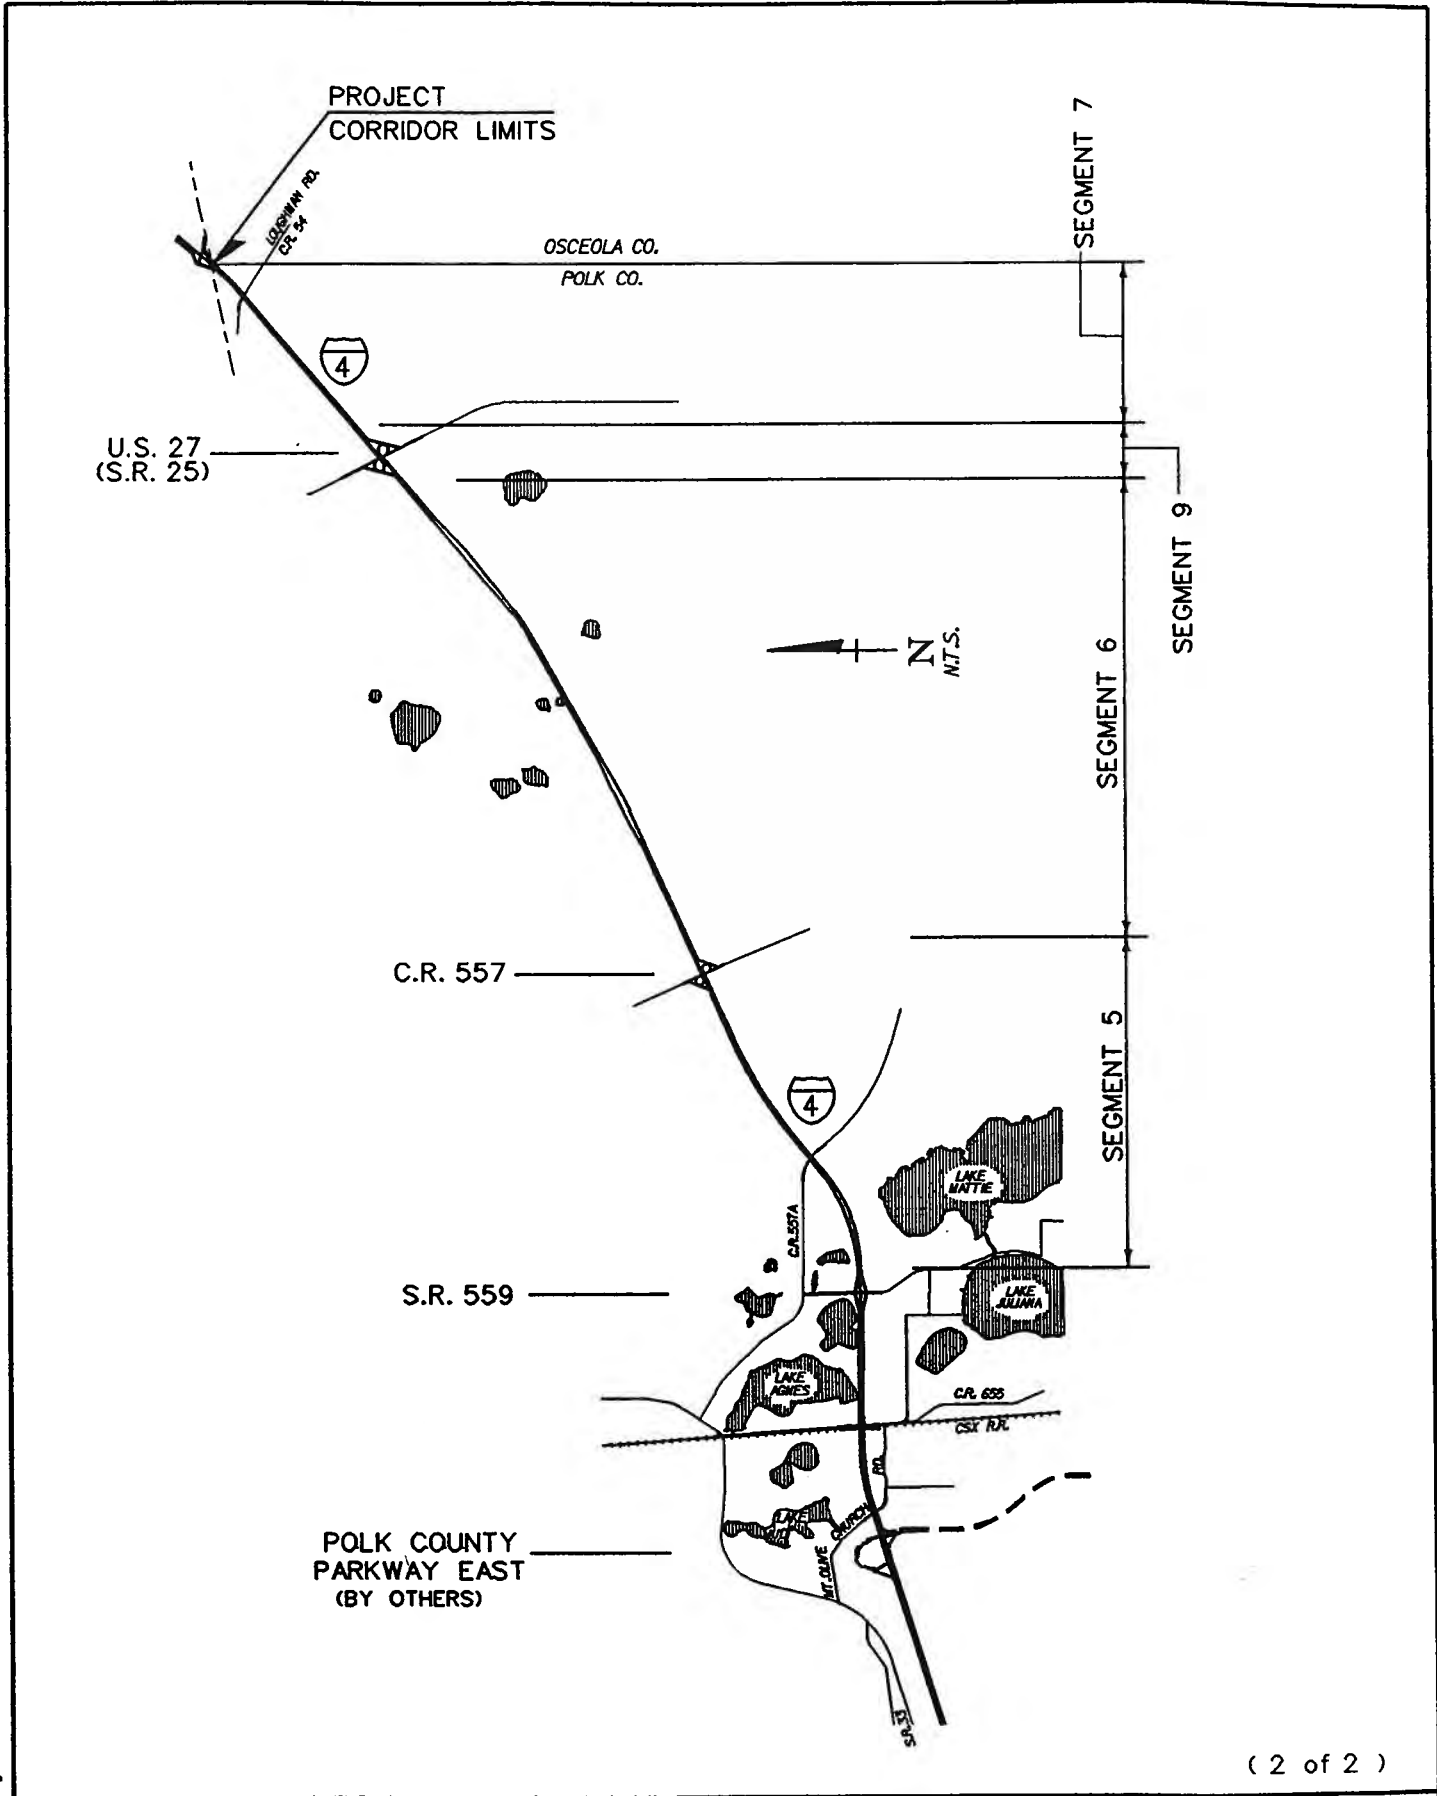 PROJECT
CORRIDOR LIMITS
LOUGHMAN RD.
C.R. 54
SEGMENT 7
OSCEOLA CO.
POLK CO.
4
U.S. 27
(S.R. 25)
SEGMENT 9
N
N.T.S.
SEGMENT 6
C.R. 557
SEGMENT 5
4
LAKE
MATTIE
C.R. 557A
S.R. 559
LAKE
JULIANA
LAKE
AGNES
C.R. 655
CSX R.R.
RD.
LAKE
CHURCH
MT. OLIVE
POLK COUNTY
PARKWAY EAST
(BY OTHERS)
S.R. 33
( 2 of 2 )